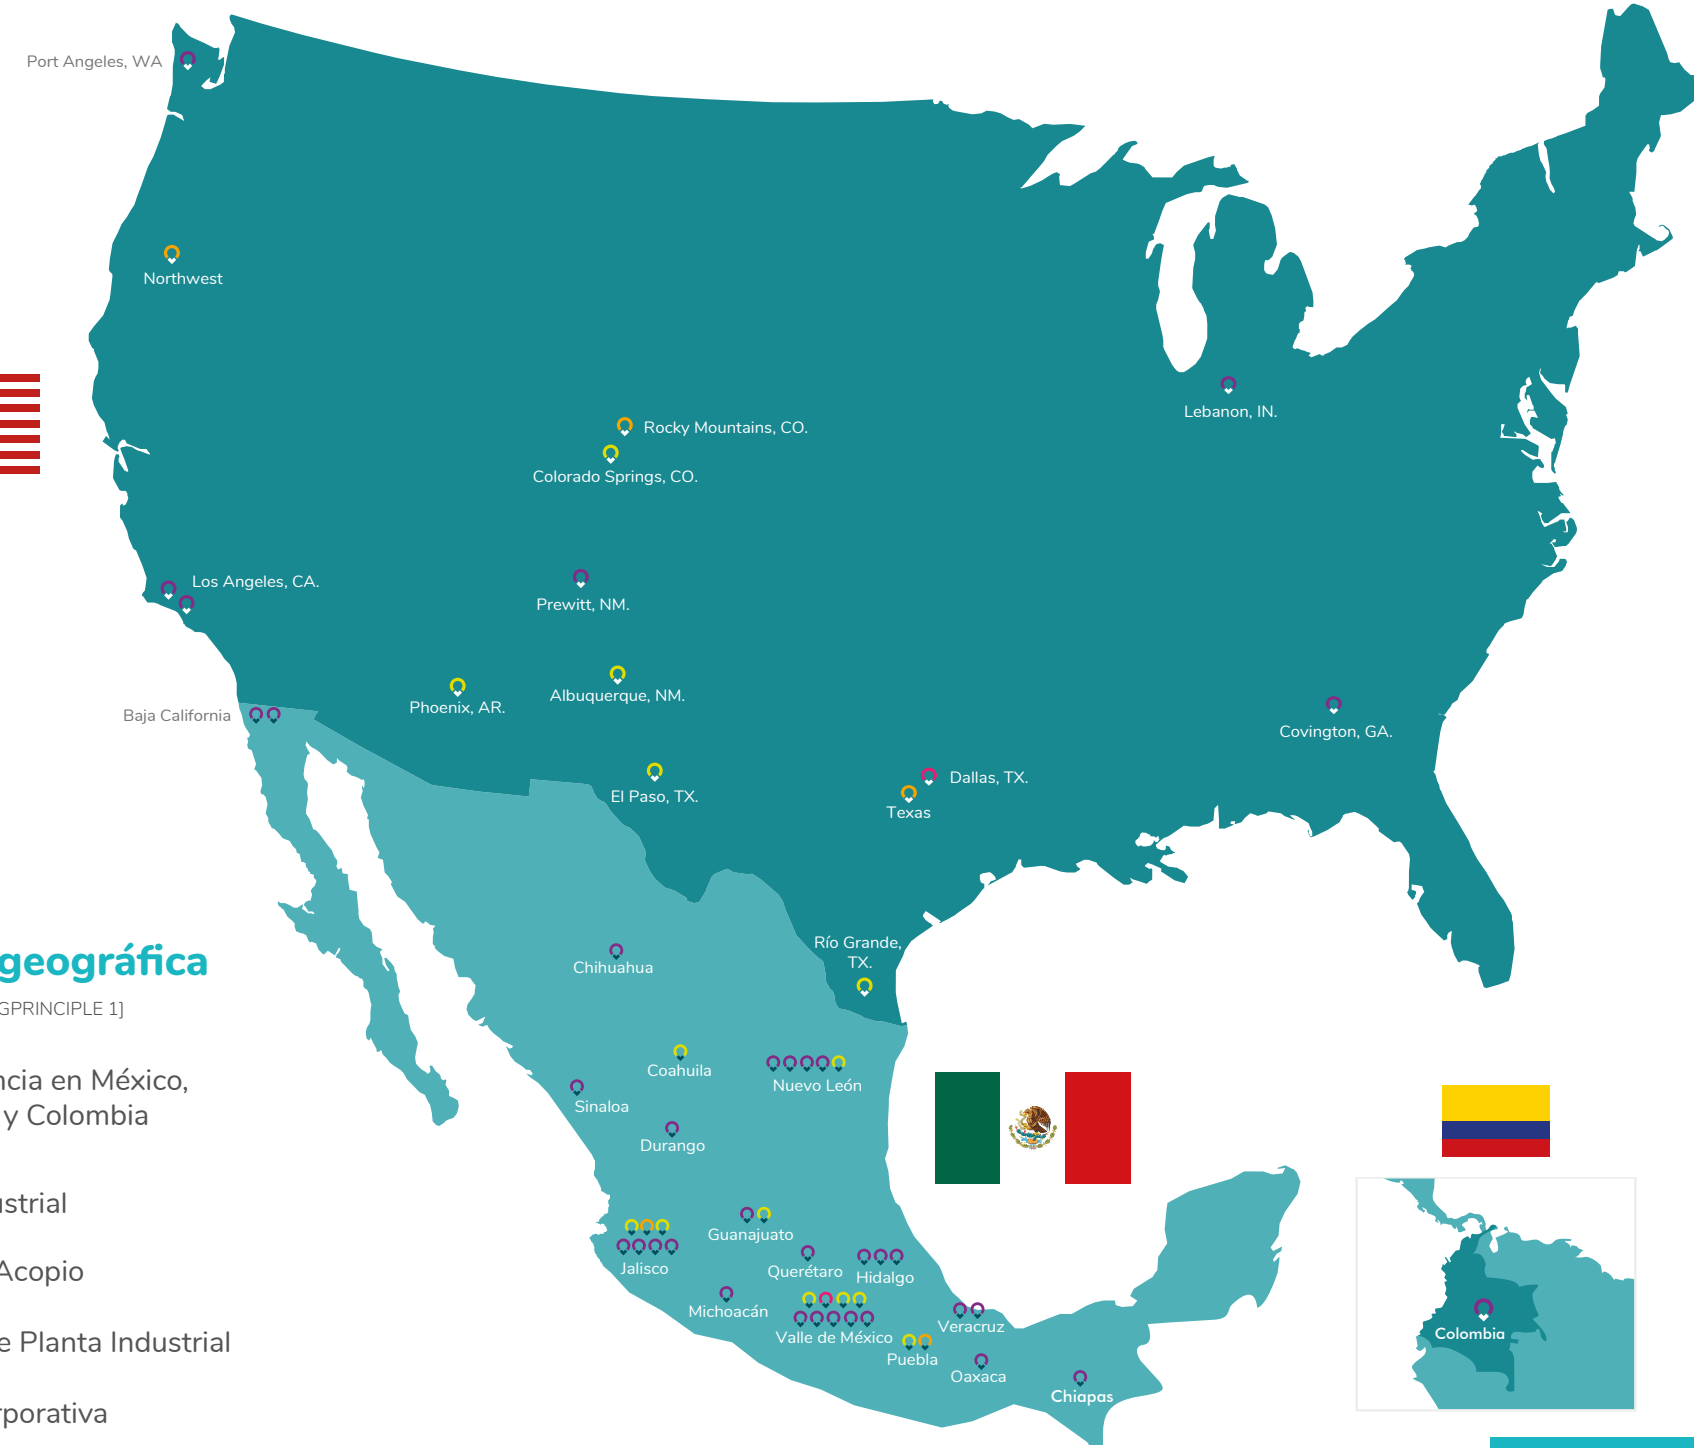 Port Angeles, WA
Northwest
Rocky Mountains, CO.
Colorado Springs, CO.
Lebanon, IN.
Los Angeles, CA.
Prewitt, NM.
Albuquerque, NM.
Phoenix, AR.
Baja California
Covington, GA.
El Paso, TX.
Dallas, TX.
Texas
Río Grande,
TX.
Chihuahua
Coahuila
Nuevo León
Sinaloa
Durango
Guanajuato
Jalisco
Querétaro
Hidalgo
Michoacán
Valle de México
Veracruz
Puebla
Oaxaca
Chiapas
Colombia
geográfica
GPRINCIPLE 1]
ncia en México,
y Colombia
ustrial
Acopio
e Planta Industrial
rporativa